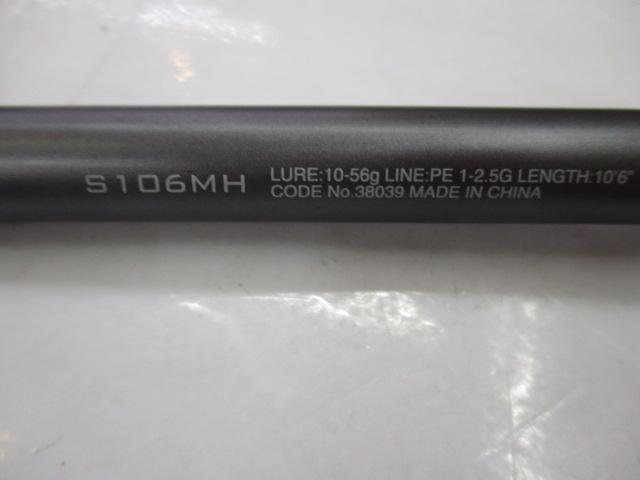 S106MH
LURE:10-56g LINE:PE 1-2.5G LENGTH:10'6"
CODE No.38039 MADE IN CHINA